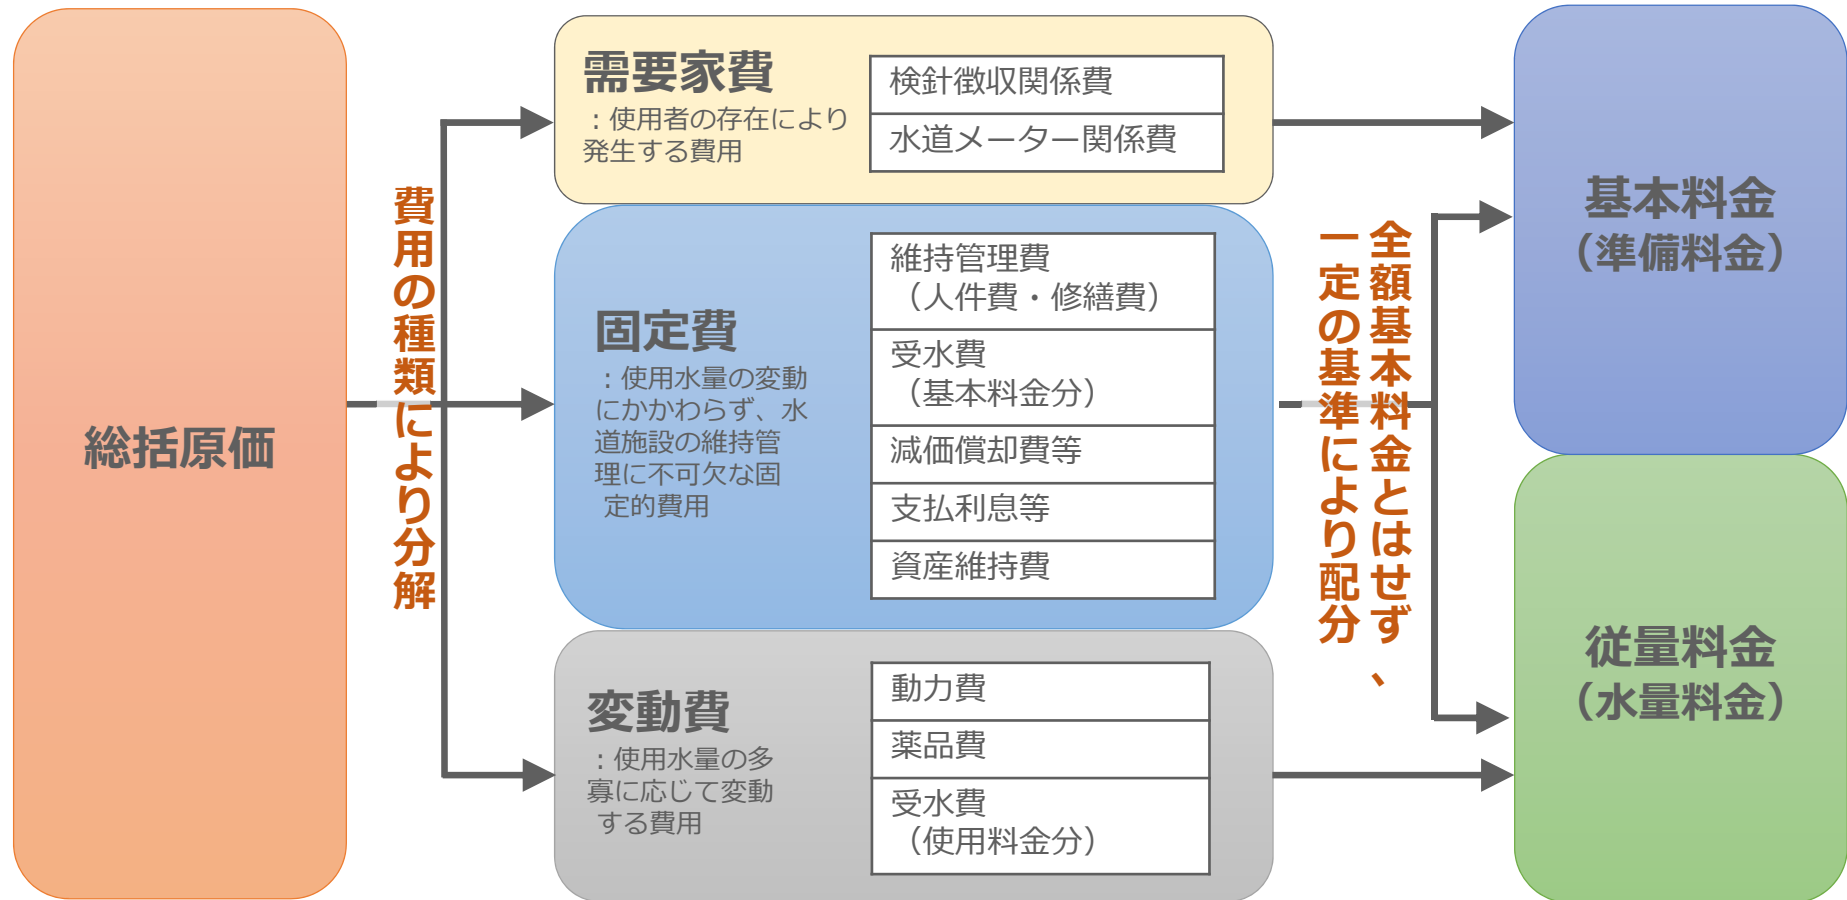 総括原価
費用の種類により分解
需要家費
：使用者の存在により
発生する費用
検針徴収関係費
水道メーター関係費
固定費
：使用水量の変動
にかかわらず、水
道施設の維持管
理に不可欠な固
定的費用
維持管理費
（人件費・修繕費）
受水費
（基本料金分）
減価償却費等
支払利息等
資産維持費
変動費
：使用水量の多
寡に応じて変動
する費用
動力費
薬品費
受水費
（使用料金分）
全額基本料金とはせず、
一定の基準により配分
基本料金
（準備料金）
従量料金
（水量料金）